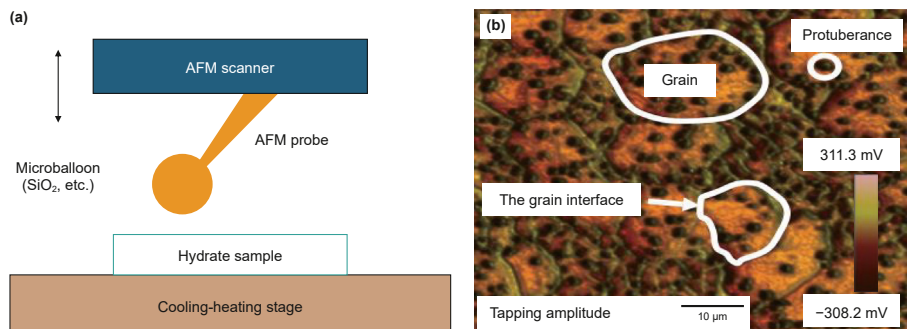 (a)
AFM scanner
AFM probe
Microballoon
(SiO₂, etc.)
Hydrate sample
Cooling-heating stage
(b)
Protuberance
Grain
311.3 mV
The grain interface
Tapping amplitude
10 μm
−308.2 mV